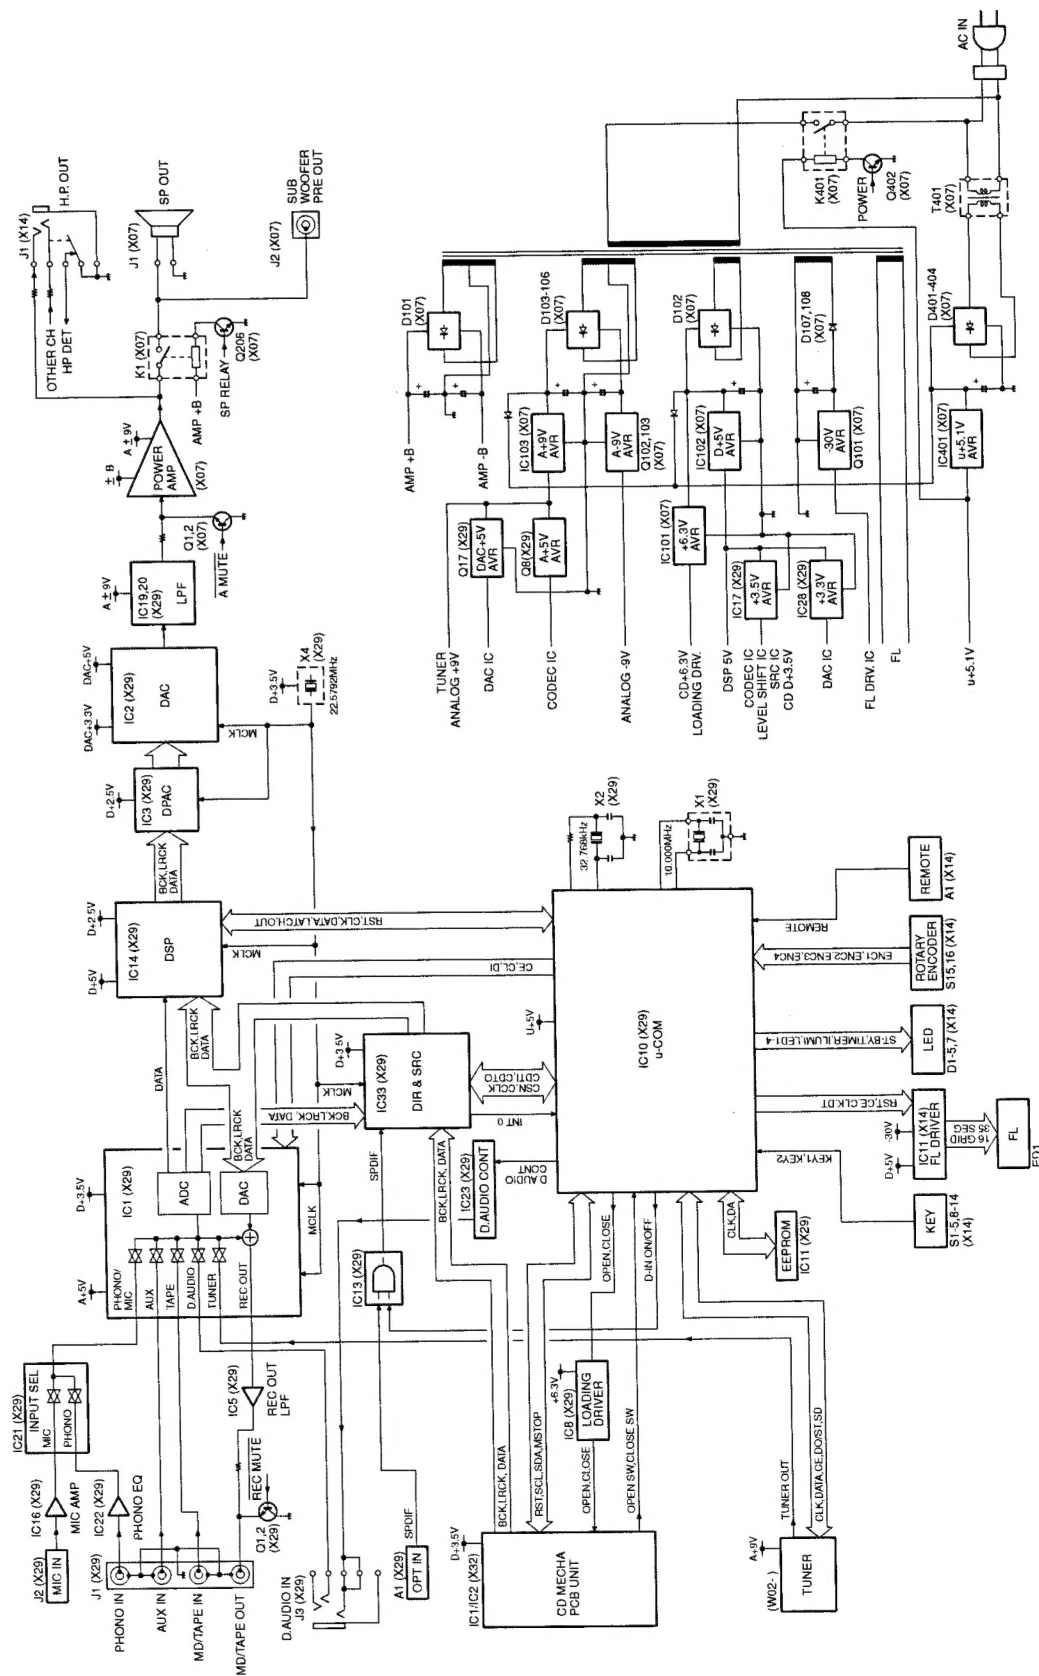 J2 (X29)
MIC IN
IC16 (X29)
MIC AMP
IC21 (X29)
INPUT SEL
MIC
PHONO
IC22 (X29)
PHONO EQ
J1 (X29)
PHONO IN
AUX IN
MD/TAPE IN
MD/TAPE OUT
REC MUTE
Q1,2
(X29)
IC5 (X29)
REC OUT
LPF
D.AUDIO IN
J3 (X29)
A1 (X29)
OPT IN
SPDIF
A+5V
D+3.5V
IC1 (X29)
PHONO/
MIC
AUX
TAPE
D.AUDIO
TUNER
REC OUT
ADC
DAC
MCLK
DATA
BCK,LRCK
DATA
BCK,LRCK
DATA
D+5V
D+2.5V
IC14 (X29)
DSP
MCLK
BCK,LRCK
DATA
D+2.5V
IC3 (X29)
DPAC
DAC+3.3V
DAC+5V
IC2 (X29)
DAC
MCLK
D+3.5V
X4
(X29)
22.5792MHz
A ± 9V
IC19,20
(X29)
LPF
Q1,2
(X07)
A MUTE
± B
A ± 9V
POWER
AMP
(X07)
K1 (X07)
AMP +B
SP RELAY
Q206
(X07)
OTHER CH
HP DET
J1 (X14)
H.P. OUT
J1 (X07)
SP OUT
J2 (X07)
SUB
WOOFER
PRE OUT
IC13 (X29)
SPDIF
D+3.5V
IC33 (X29)
DIR & SRC
MCLK
BCK,LRCK, DATA
BCK,LRCK, DATA
CE,CL,DI
RST,CLK,DATA,LATCH,OUT
CSN,CCLK
CDTI,CDTO
INT 0
IC23 (X29)
D.AUDIO CONT
D.AUDIO
CONT
U+5V
IC10 (X29)
u-COM
32.768kHz
X2
(X29)
10.000MHz
X1
(X29)
IC1/IC2 (X32)
CD MECHA
PCB UNIT
D+3.5V
BCK,LRCK, DATA
RST,SCL,SDA,MSTOP
OPEN,CLOSE
+6.3V
IC8 (X29)
LOADING
DRIVER
OPEN,CLOSE
D-IN ON/OFF
OPEN SW,CLOSE SW
(W02- )
TUNER
A+9V
TUNER OUT
CLK,DATA,CE,DO/ST,SD
CLK,DA
EEPROM
IC11 (X29)
KEY1,KEY2
KEY
S1-5,8-14
(X14)
RST,CE,CLK,DT
D+5V
-30V
IC11 (X14)
FL DRIVER
35 SEG
16 GRID
FL
ED1
ST-BY,TIMER,ILUMI,LED1-4
LED
D1-5,7 (X14)
ENC1,ENC2,ENC3,ENC4
ROTARY
ENCODER
S15,16 (X14)
REMOTE
REMOTE
A1 (X14)
AC IN
K401
(X07)
POWER
Q402
(X07)
T401
(X07)
D101
(X07)
AMP +B
AMP -B
D103-106
(X07)
IC103 (X07)
A+9V
AVR
A-9V
AVR
Q102,103
(X07)
Q17 (X29)
DAC+5V
AVR
Q8(X29)
A+5V
AVR
TUNER
ANALOG +9V
DAC IC
CODEC IC
ANALOG -9V
D102
(X07)
IC102 (X07)
D+5V
AVR
IC101 (X07)
+6.3V
AVR
IC17 (X29)
+3.5V
AVR
IC28 (X29)
+3.3V
AVR
CD+6.3V
LOADING DRV.
DSP 5V
CODEC IC
LEVEL SHIFT IC
SRC IC
CD D+3.5V
DAC IC
D107,108
(X07)
-30V
AVR
Q101 (X07)
FL DRV. IC
FL
D401-404
(X07)
IC401 (X07)
u+5.1V
AVR
u+5.1V